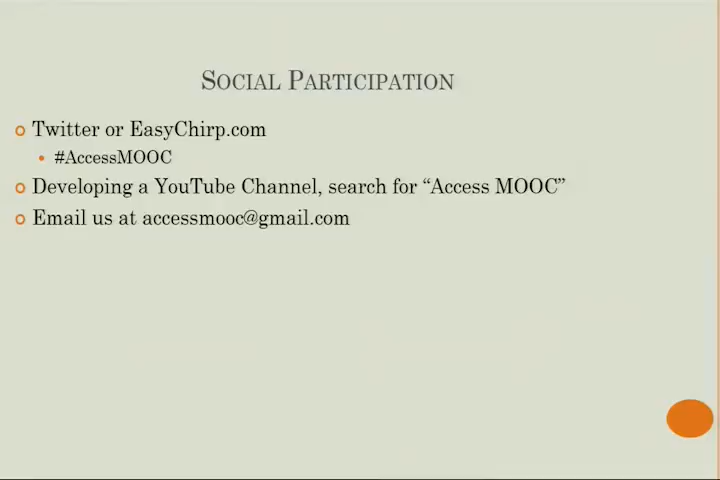 Social Participation
Twitter or EasyChirp.com
#AccessMOOC
Developing a YouTube Channel, search for “Access MOOC”
Email us at accessmooc@gmail.com